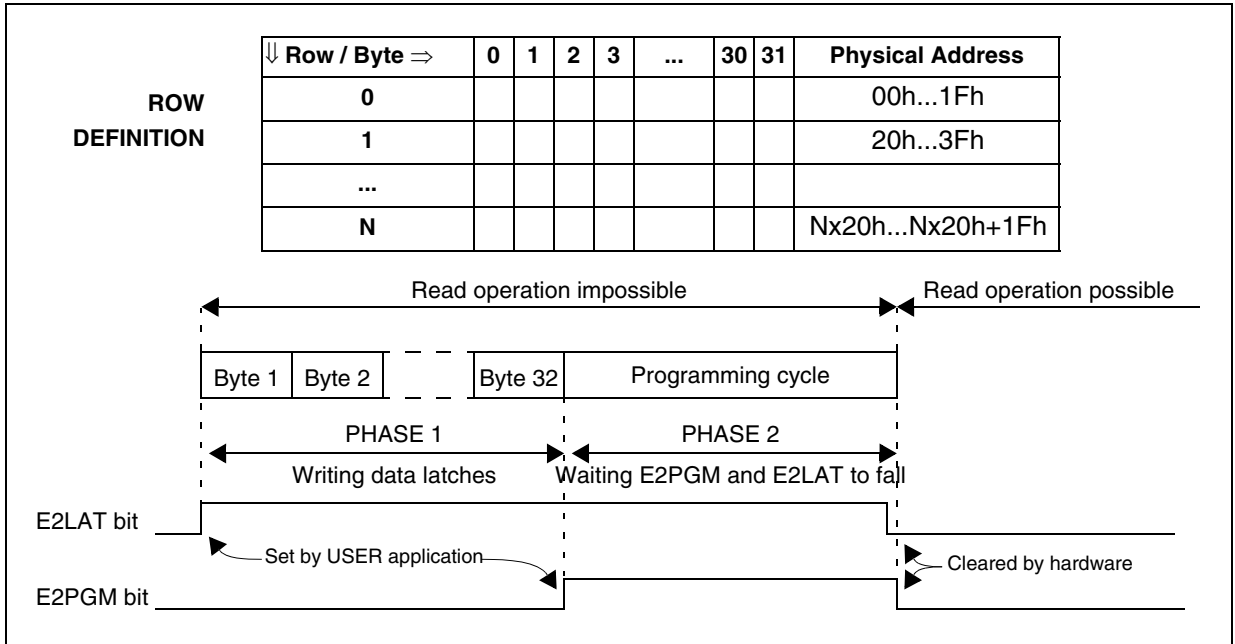 ⇓ Row / Byte ⇒ 0 1 2 3 ... 30 31 Physical Address
ROW
DEFINITION
0 00h...1Fh
1 20h...3Fh
...
N Nx20h...Nx20h+1Fh
Read operation impossible Read operation possible
Byte 1 Byte 2 Byte 32 Programming cycle
PHASE 1 PHASE 2
Writing data latches Waiting E2PGM and E2LAT to fall
E2LAT bit
Set by USER application Cleared by hardware
E2PGM bit